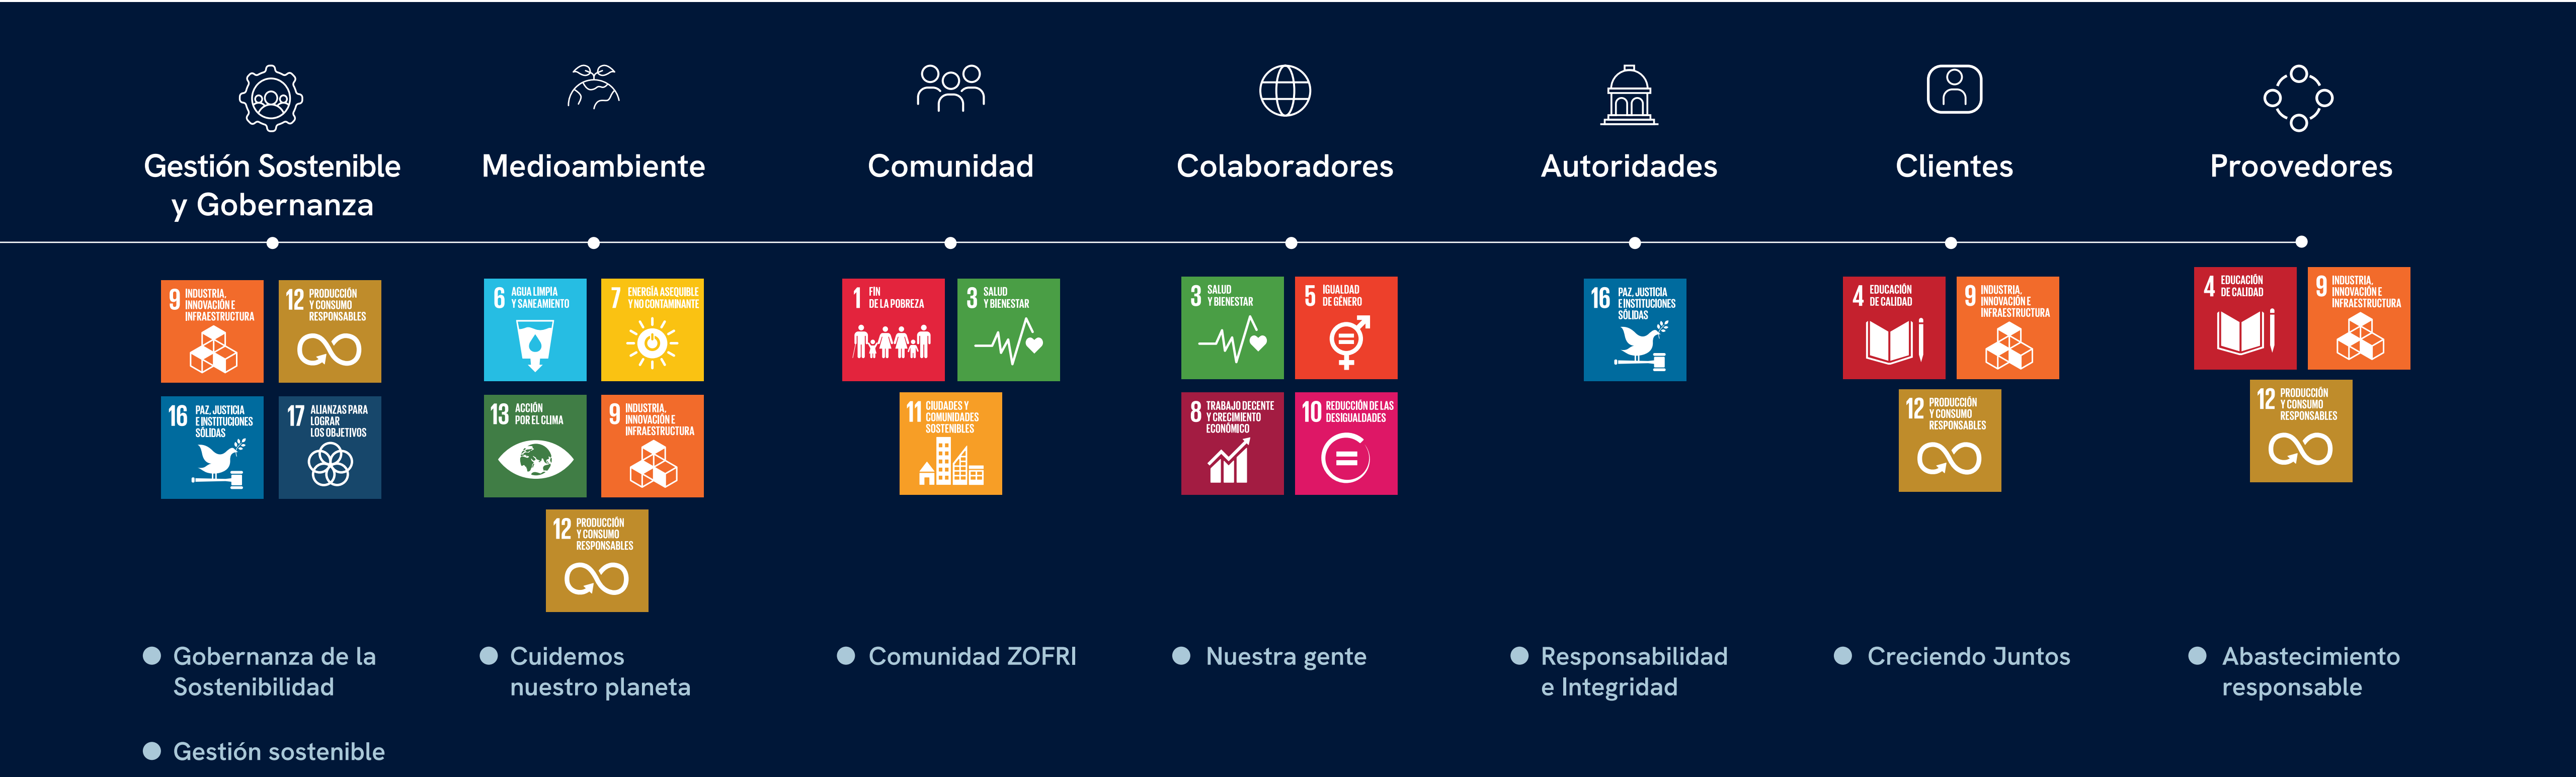 Gestión Sostenible
y Gobernanza
Medioambiente
Comunidad
Colaboradores
Autoridades
Clientes
Proovedores
9 INDUSTRIA,
INNOVACIÓN E
INFRAESTRUCTURA
12 PRODUCCIÓN
Y CONSUMO
RESPONSABLES
16 PAZ, JUSTICIA
E INSTITUCIONES
SÓLIDAS
17 ALIANZAS PARA
LOGRAR
LOS OBJETIVOS
6 AGUA LIMPIA
Y SANEAMIENTO
7 ENERGÍA ASEQUIBLE
Y NO CONTAMINANTE
13 ACCIÓN
POR EL CLIMA
9 INDUSTRIA,
INNOVACIÓN E
INFRAESTRUCTURA
12 PRODUCCIÓN
Y CONSUMO
RESPONSABLES
1 FIN
DE LA POBREZA
3 SALUD
Y BIENESTAR
11 CIUDADES Y
COMUNIDADES
SOSTENIBLES
3 SALUD
Y BIENESTAR
5 IGUALDAD
DE GÉNERO
8 TRABAJO DECENTE
Y CRECIMIENTO
ECONÓMICO
10 REDUCCIÓN DE LAS
DESIGUALDADES
16 PAZ, JUSTICIA
E INSTITUCIONES
SÓLIDAS
4 EDUCACIÓN
DE CALIDAD
9 INDUSTRIA,
INNOVACIÓN E
INFRAESTRUCTURA
12 PRODUCCIÓN
Y CONSUMO
RESPONSABLES
4 EDUCACIÓN
DE CALIDAD
9 INDUSTRIA,
INNOVACIÓN E
INFRAESTRUCTURA
12 PRODUCCIÓN
Y CONSUMO
RESPONSABLES
Gobernanza de la
Sostenibilidad
Gestión sostenible
Cuidemos
nuestro planeta
Comunidad ZOFRI
Nuestra gente
Responsabilidad
e Integridad
Creciendo Juntos
Abastecimiento
responsable